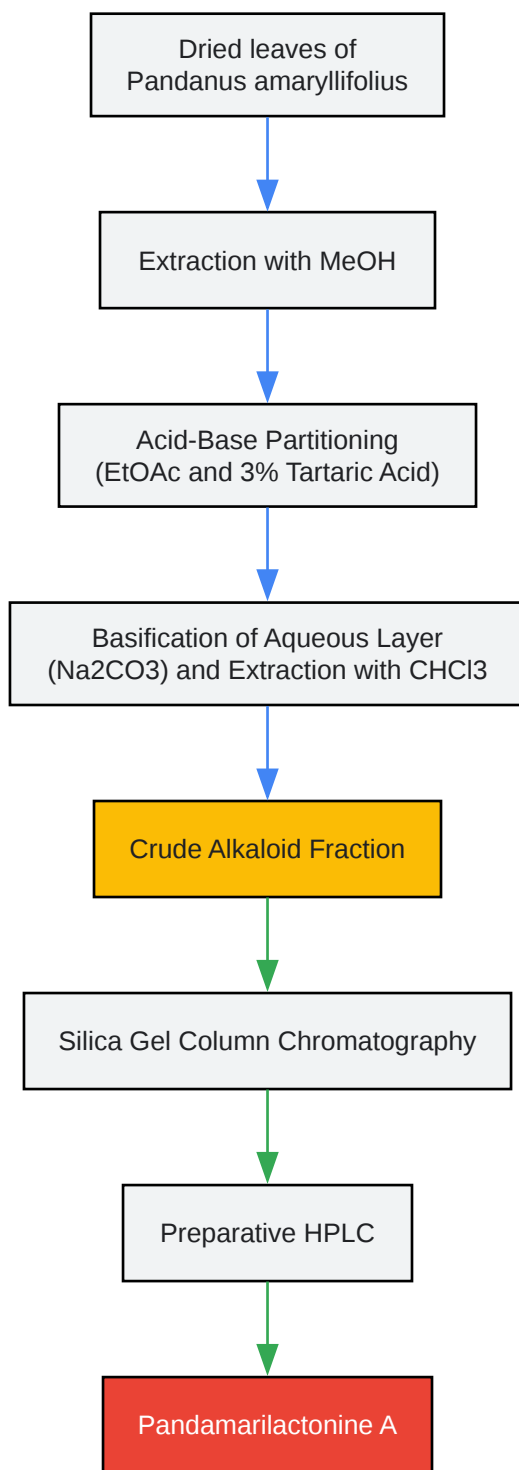 Dried leaves of
Pandanus amaryllifolius
Extraction with MeOH
Acid-Base Partitioning
(EtOAc and 3% Tartaric Acid)
Basification of Aqueous Layer
(Na2CO3) and Extraction with CHCl3
Crude Alkaloid Fraction
Silica Gel Column Chromatography
Preparative HPLC
Pandamarilactonine A